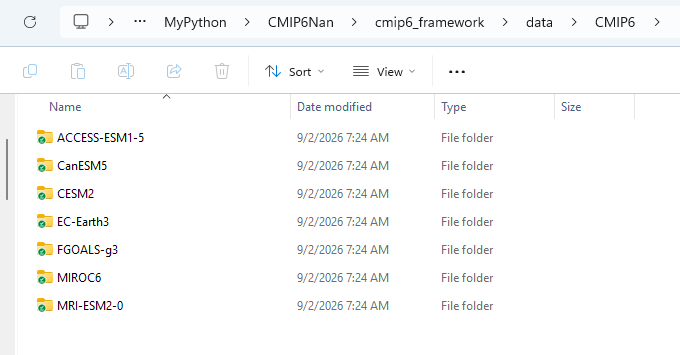 MyPython > CMIP6Nan > cmip6_framework > data > CMIP6 >
Sort View
Name Date modified Type Size
ACCESS-ESM1-5 9/2/2026 7:24 AM File folder
CanESM5 9/2/2026 7:24 AM File folder
CESM2 9/2/2026 7:24 AM File folder
EC-Earth3 9/2/2026 7:24 AM File folder
FGOALS-g3 9/2/2026 7:24 AM File folder
MIROC6 9/2/2026 7:24 AM File folder
MRI-ESM2-0 9/2/2026 7:24 AM File folder